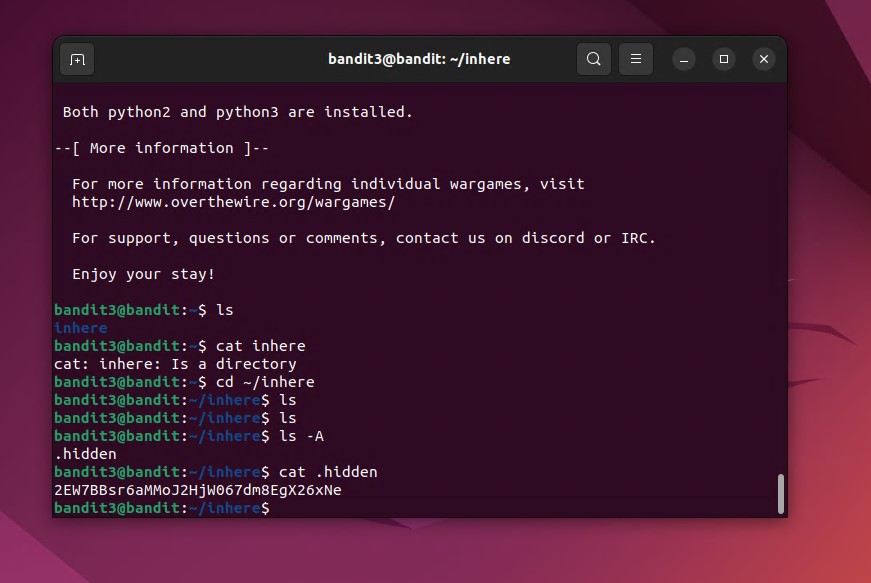 bandit3@bandit: ~/inhere
Both python2 and python3 are installed.
--[ More information ]--
For more information regarding individual wargames, visit
http://www.overthewire.org/wargames/
For support, questions or comments, contact us on discord or IRC.
Enjoy your stay!
bandit3@bandit:~$ ls
inhere
bandit3@bandit:~$ cat inhere
cat: inhere: Is a directory
bandit3@bandit:~$ cd ~/inhere
bandit3@bandit:~/inhere$ ls
bandit3@bandit:~/inhere$ ls
bandit3@bandit:~/inhere$ ls -A
.hidden
bandit3@bandit:~/inhere$ cat .hidden
2EW7BBsr6aMMoJ2HjW067dm8EgX26xNe
bandit3@bandit:~/inhere$